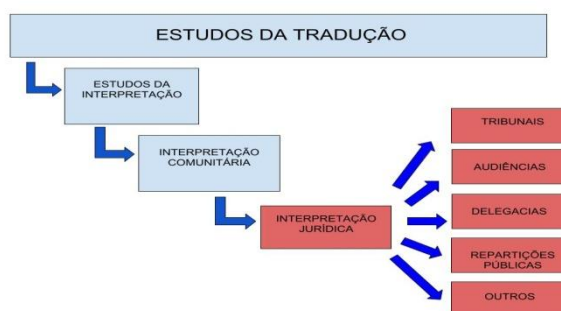 ESTUDOS DA TRADUÇÃO
ESTUDOS DA
INTERPRETAÇÃO
INTERPRETAÇÃO
COMUNITÁRIA
INTERPRETAÇÃO
JURÍDICA
TRIBUNAIS
AUDIÊNCIAS
DELEGACIAS
REPARTIÇÕES
PÚBLICAS
OUTROS